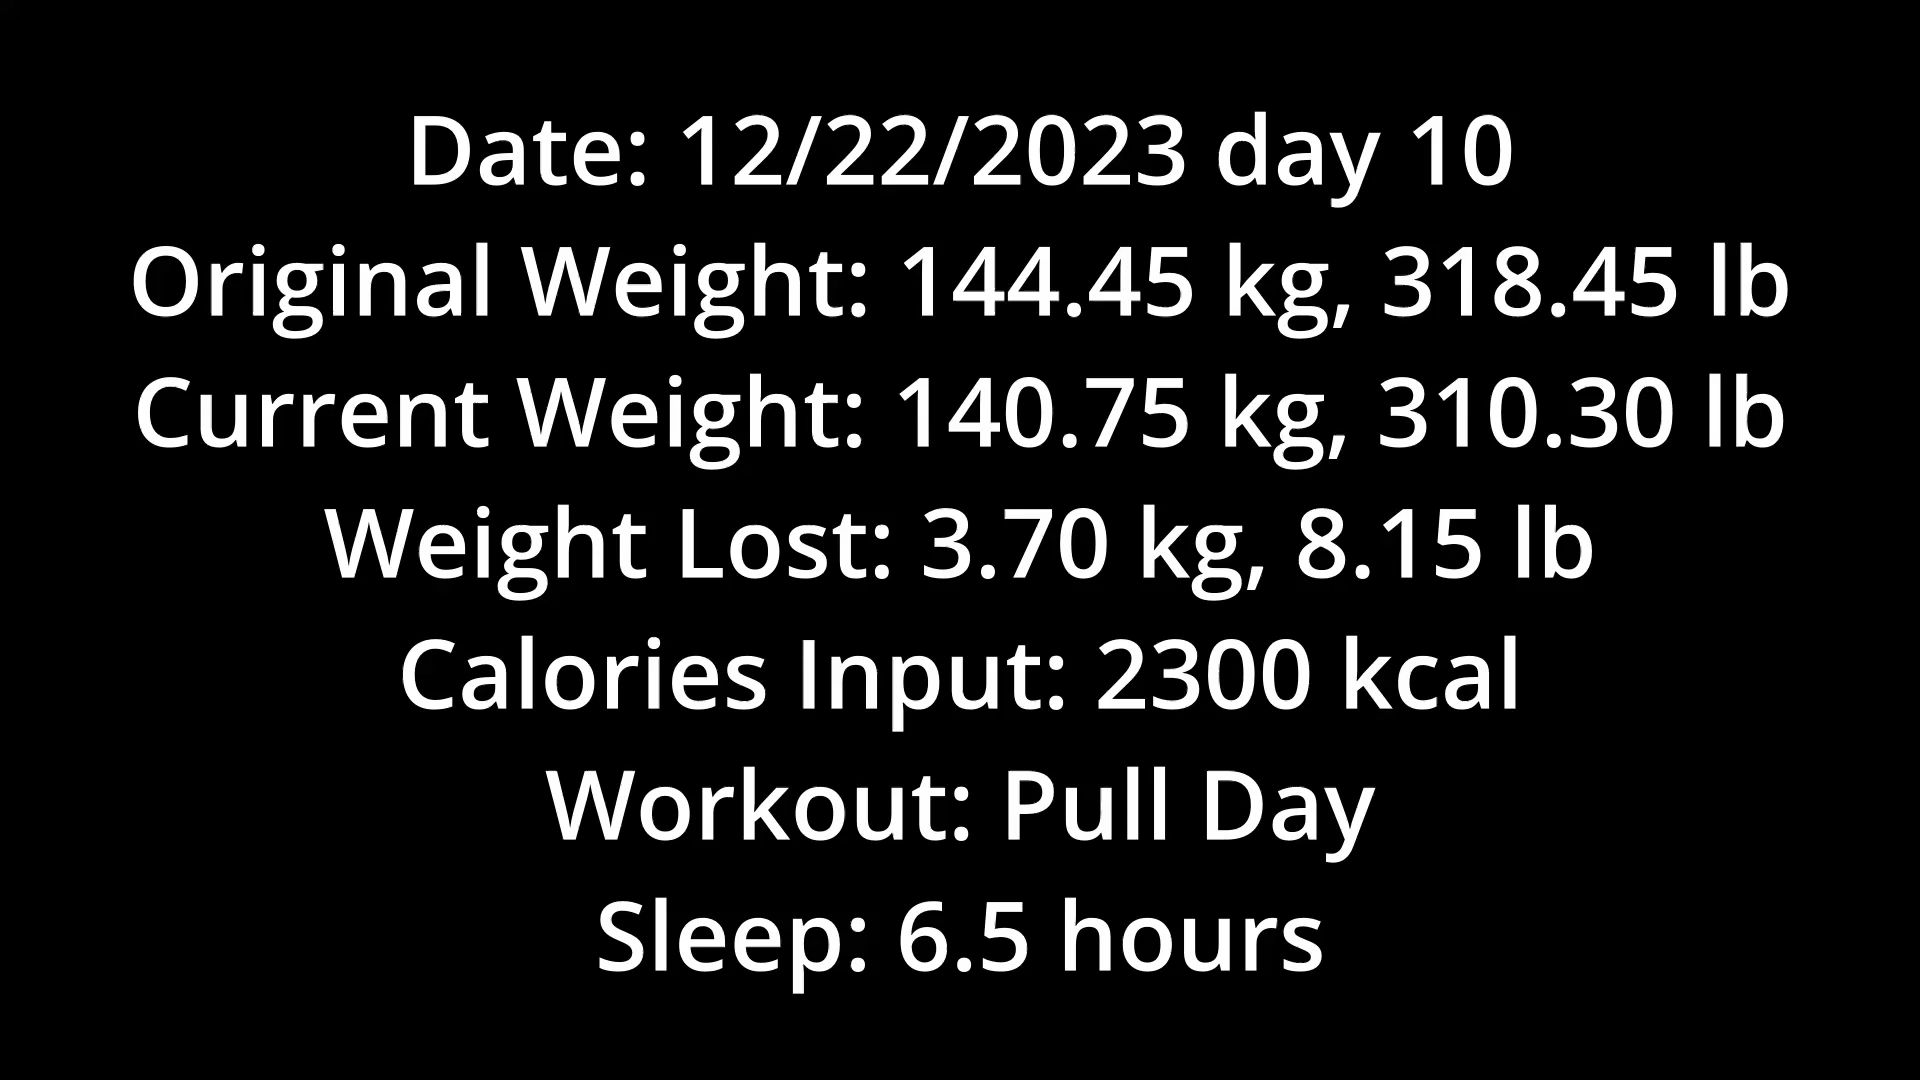 Date: 12/22/2023 day 10
Original Weight: 144.45 kg, 318.45 lb
Current Weight: 140.75 kg, 310.30 lb
Weight Lost: 3.70 kg, 8.15 lb
Calories Input: 2300 kcal
Workout: Pull Day
Sleep: 6.5 hours